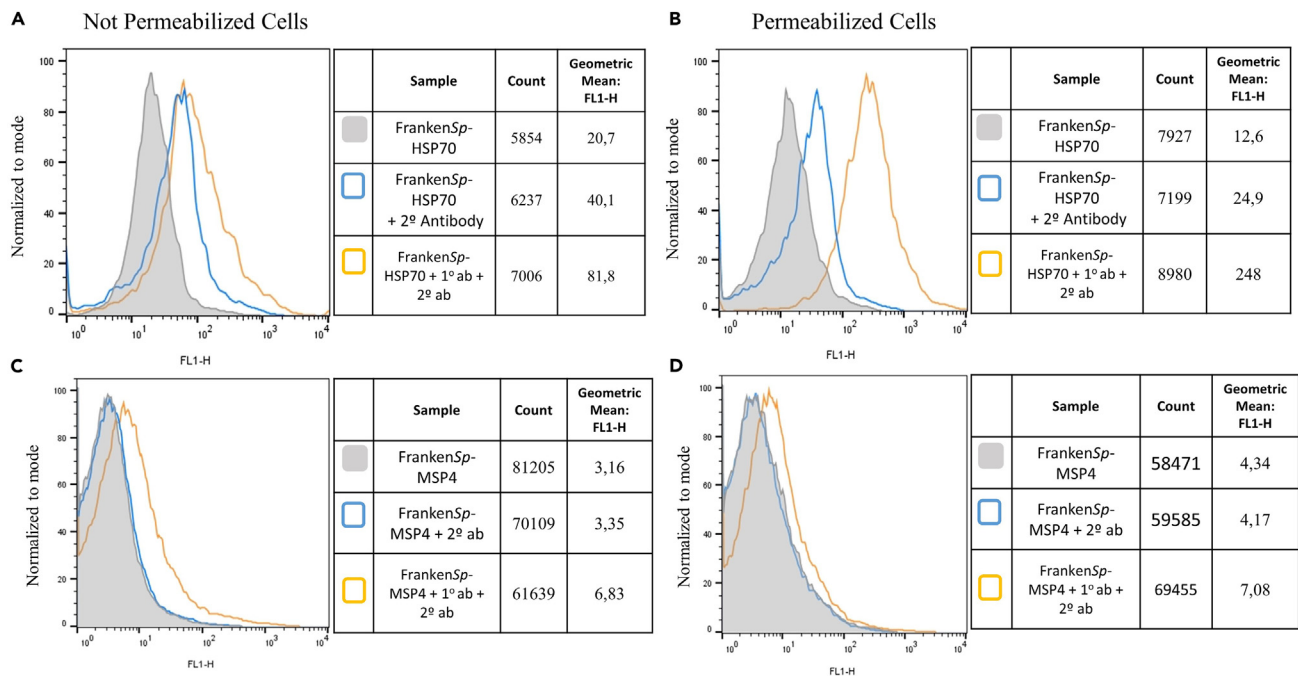 A Not Permeabilized Cells
100
80
60
40
20
0
10^0 10^1 10^2 10^3 10^4
FL1-H
Normalized to mode
Sample Count Geometric Mean: FL1-H
FrankenSp-HSP70 5854 20,7
FrankenSp-HSP70 + 2º Antibody 6237 40,1
FrankenSp-HSP70 + 1º ab + 2º ab 7006 81,8
B Permeabilized Cells
100
80
60
40
20
0
10^0 10^1 10^2 10^3 10^4
FL1-H
Normalized to mode
Sample Count Geometric Mean: FL1-H
FrankenSp-HSP70 7927 12,6
FrankenSp-HSP70 + 2º Antibody 7199 24,9
FrankenSp-HSP70 + 1º ab + 2º ab 8980 248
C
100
80
60
40
20
0
10^0 10^1 10^2 10^3 10^4
FL1-H
Normalized to mode
Sample Count Geometric Mean: FL1-H
FrankenSp-MSP4 81205 3,16
FrankenSp-MSP4 + 2º ab 70109 3,35
FrankenSp-MSP4 + 1º ab + 2º ab 61639 6,83
D
100
80
60
40
20
0
10^0 10^1 10^2 10^3 10^4
FL1-H
Normalized to mode
Sample Count Geometric Mean: FL1-H
FrankenSp-MSP4 58471 4,34
FrankenSp-MSP4 + 2º ab 59585 4,17
FrankenSp-MSP4 + 1º ab + 2º ab 69455 7,08